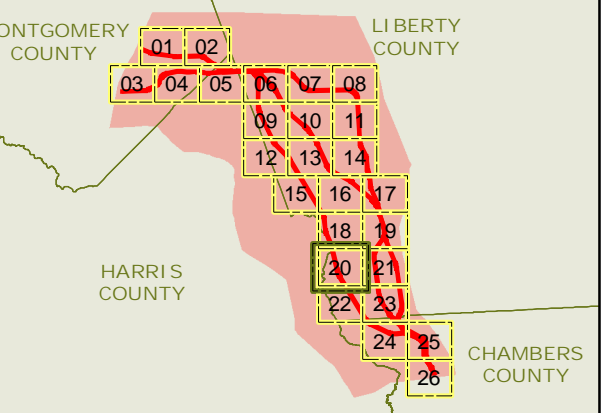 ONTGOMERY
COUNTY
LIBERTY
COUNTY
01 02
03 04 05 06 07 08
09 10 11
12 13 14
15 16 17
18 19
20 21
22 23
24 25
26
HARRIS
COUNTY
CHAMBERS
COUNTY